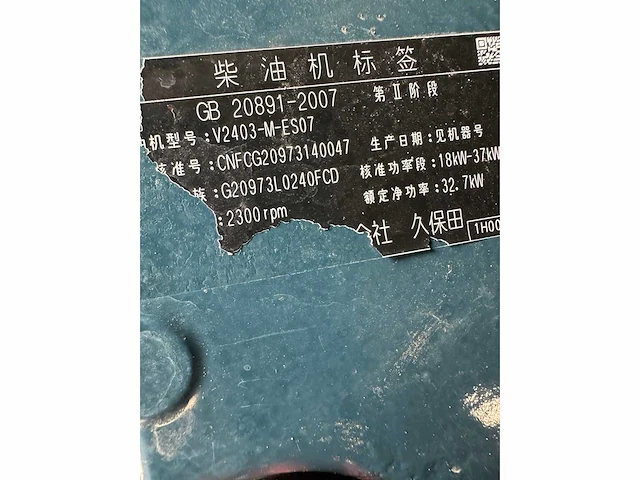 柴油机标签
GB 20891-2007 第Ⅱ阶段
机型号:V2403-M-ES07 生产日期:见机器号
核准号:CNFCG20973140047 核准功率段:18kW-37kW
族:G20973L0240FCD 额定净功率:32.7kW
:2300rpm
社 久保田 1H00